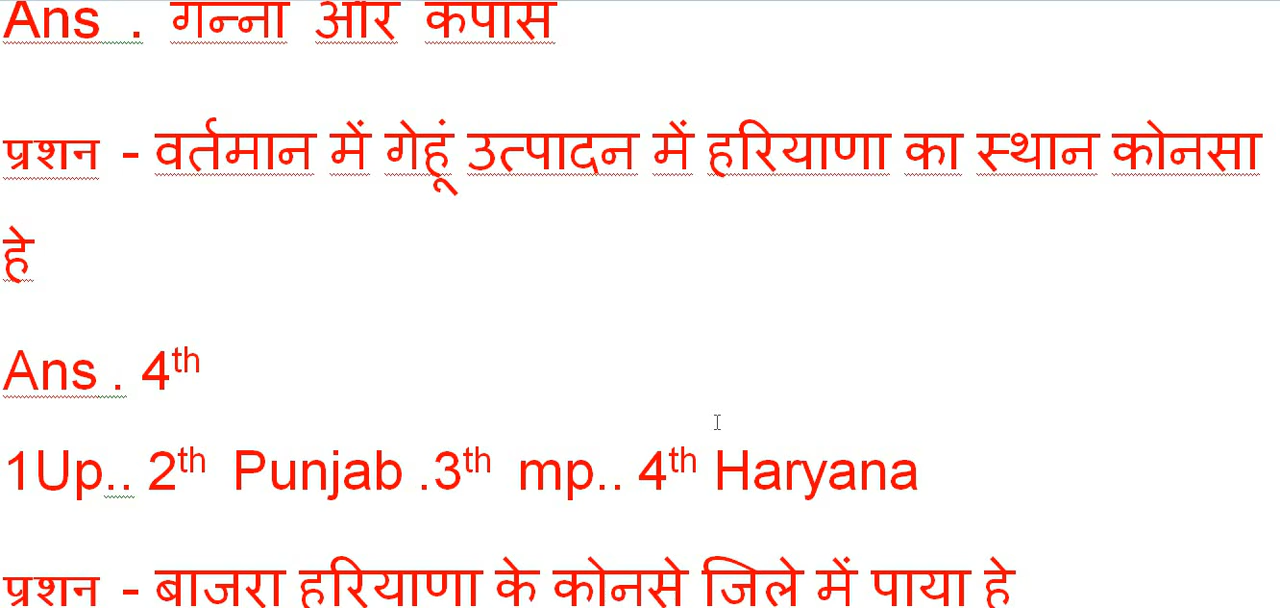 Ans . गन्ना और कपास
प्रशन - वर्तमान में गेहूं उत्पादन में हरियाणा का स्थान कोनसा
हे
Ans . 4th
1Up.. 2th Punjab .3th mp.. 4th Haryana
प्रशन - बाजरा हरियाणा के कोनसे जिले में पाया हे